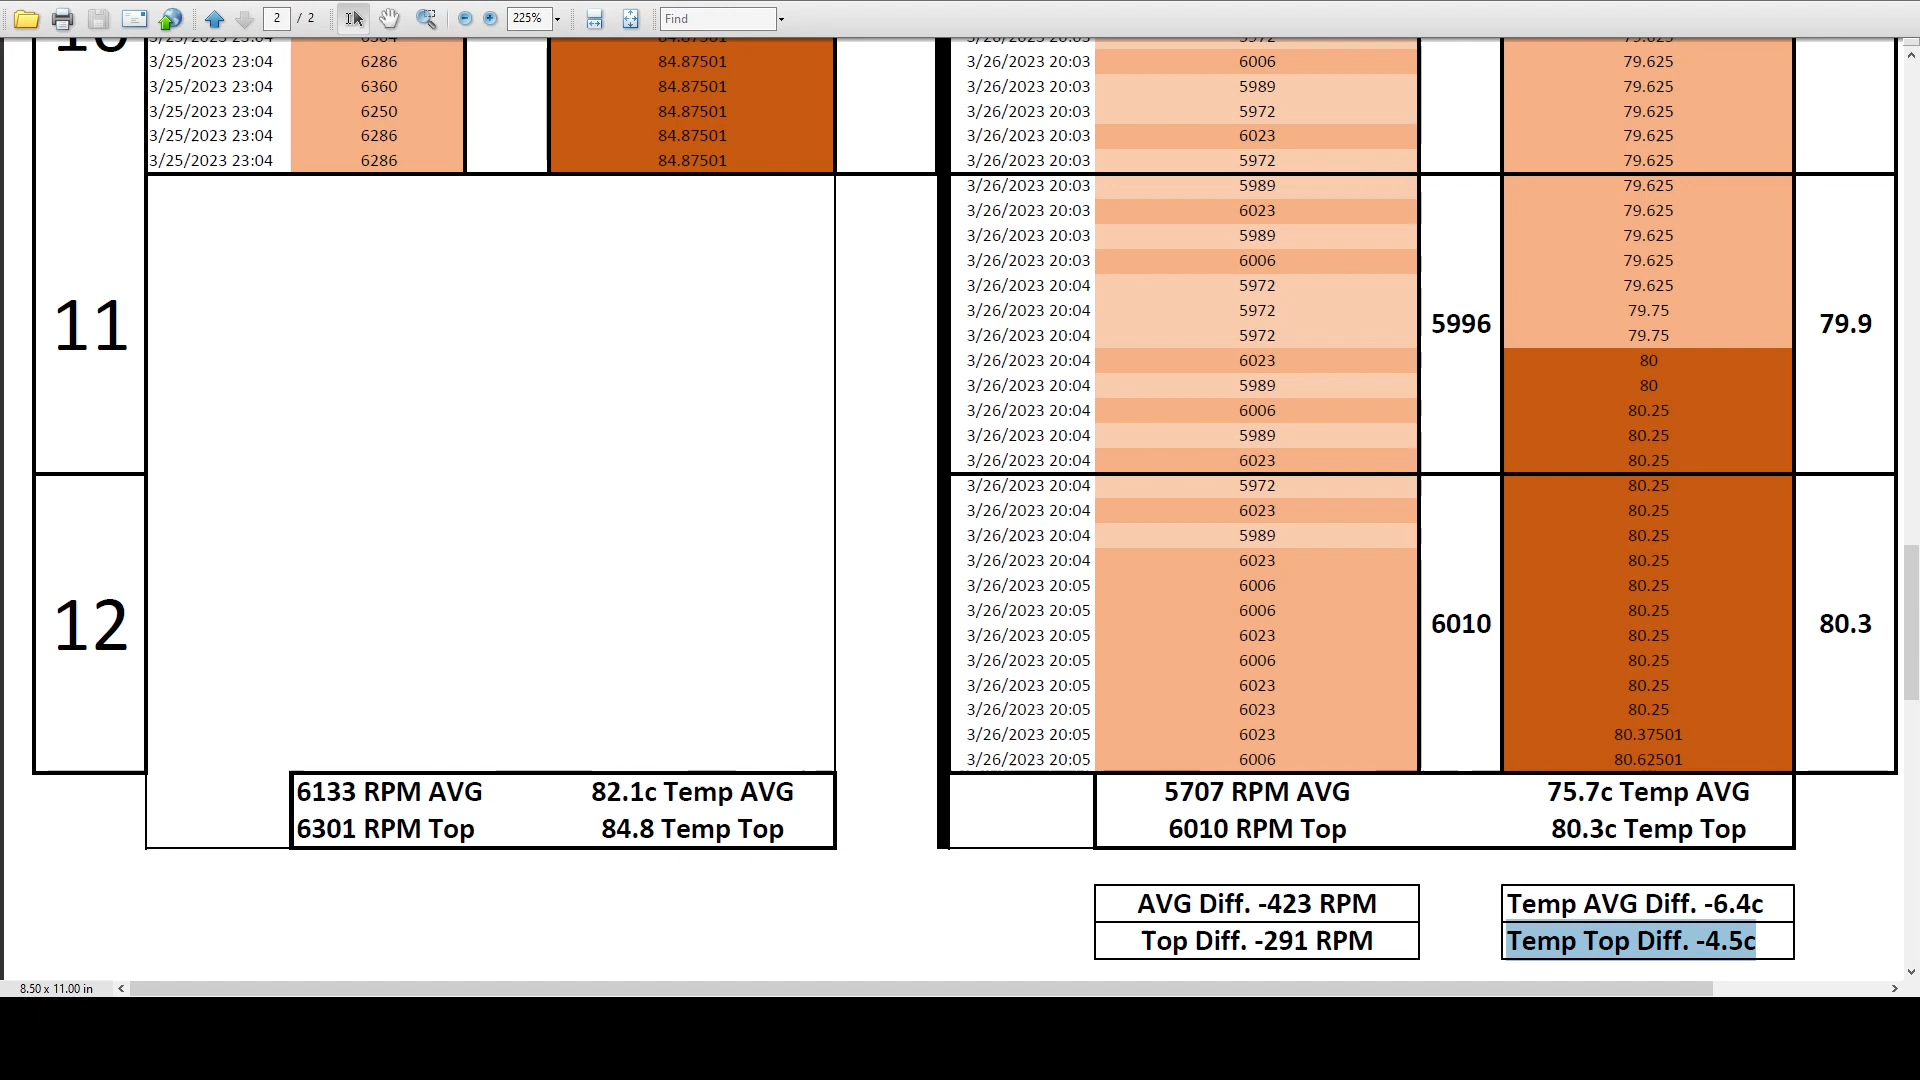 2 / 2 225% Find
10 3/25/2023 23:04 6304 84.87501 3/26/2023 20:03 5972 79.625
3/25/2023 23:04 6286 84.87501 3/26/2023 20:03 6006 79.625
3/25/2023 23:04 6360 84.87501 3/26/2023 20:03 5989 79.625
3/25/2023 23:04 6250 84.87501 3/26/2023 20:03 5972 79.625
3/25/2023 23:04 6286 84.87501 3/26/2023 20:03 6023 79.625
3/25/2023 23:04 6286 84.87501 3/26/2023 20:03 5972 79.625
3/26/2023 20:03 5989 79.625
3/26/2023 20:03 6023 79.625
3/26/2023 20:03 5989 79.625
3/26/2023 20:03 6006 79.625
3/26/2023 20:04 5972 79.625
3/26/2023 20:04 5972 79.75
11 5996 79.9
3/26/2023 20:04 5972 79.75
3/26/2023 20:04 6023 80
3/26/2023 20:04 5989 80
3/26/2023 20:04 6006 80.25
3/26/2023 20:04 5989 80.25
3/26/2023 20:04 6023 80.25
3/26/2023 20:04 5972 80.25
3/26/2023 20:04 6023 80.25
3/26/2023 20:04 5989 80.25
3/26/2023 20:04 6023 80.25
3/26/2023 20:05 6006 80.25
3/26/2023 20:05 6006 80.25
12 6010 80.3
3/26/2023 20:05 6023 80.25
3/26/2023 20:05 6006 80.25
3/26/2023 20:05 6023 80.25
3/26/2023 20:05 6023 80.25
3/26/2023 20:05 6023 80.37501
3/26/2023 20:05 6006 80.62501
6133 RPM AVG 82.1c Temp AVG 5707 RPM AVG 75.7c Temp AVG
6301 RPM Top 84.8 Temp Top 6010 RPM Top 80.3c Temp Top
AVG Diff. -423 RPM Temp AVG Diff. -6.4c
Top Diff. -291 RPM Temp Top Diff. -4.5c
8.50 x 11.00 in